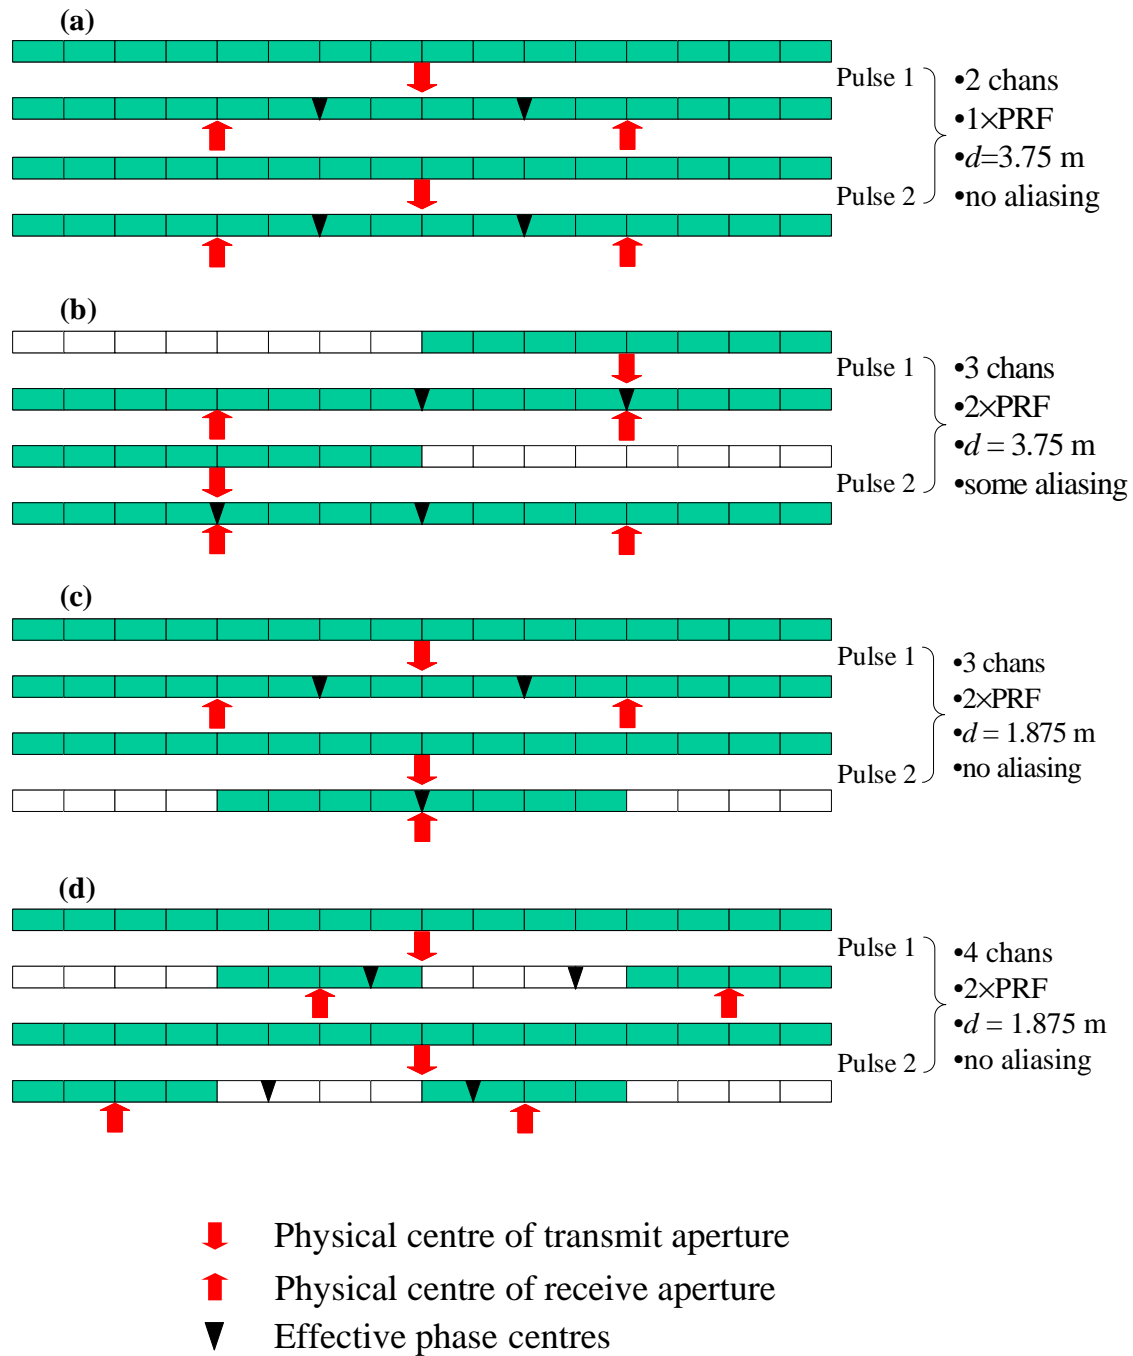 (a)
Pulse 1
Pulse 2
•2 chans
•1×PRF
•d=3.75 m
•no aliasing
(b)
Pulse 1
Pulse 2
•3 chans
•2×PRF
•d = 3.75 m
•some aliasing
(c)
Pulse 1
Pulse 2
•3 chans
•2×PRF
•d = 1.875 m
•no aliasing
(d)
Pulse 1
Pulse 2
•4 chans
•2×PRF
•d = 1.875 m
•no aliasing
Physical centre of transmit aperture
Physical centre of receive aperture
Effective phase centres